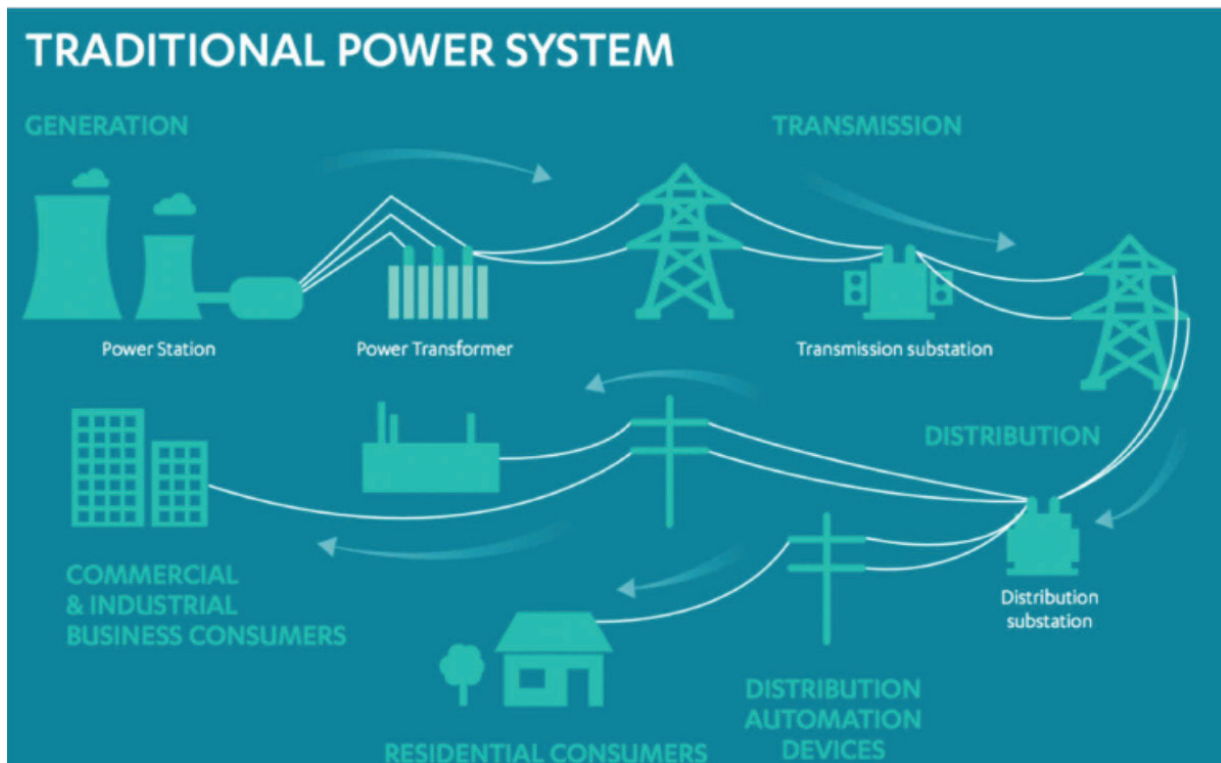 TRADITIONAL POWER SYSTEM
GENERATION
TRANSMISSION
Power Station
Power Transformer
Transmission substation
DISTRIBUTION
COMMERCIAL
& INDUSTRIAL
BUSINESS CONSUMERS
Distribution
substation
RESIDENTIAL CONSUMERS
DISTRIBUTION
AUTOMATION
DEVICES